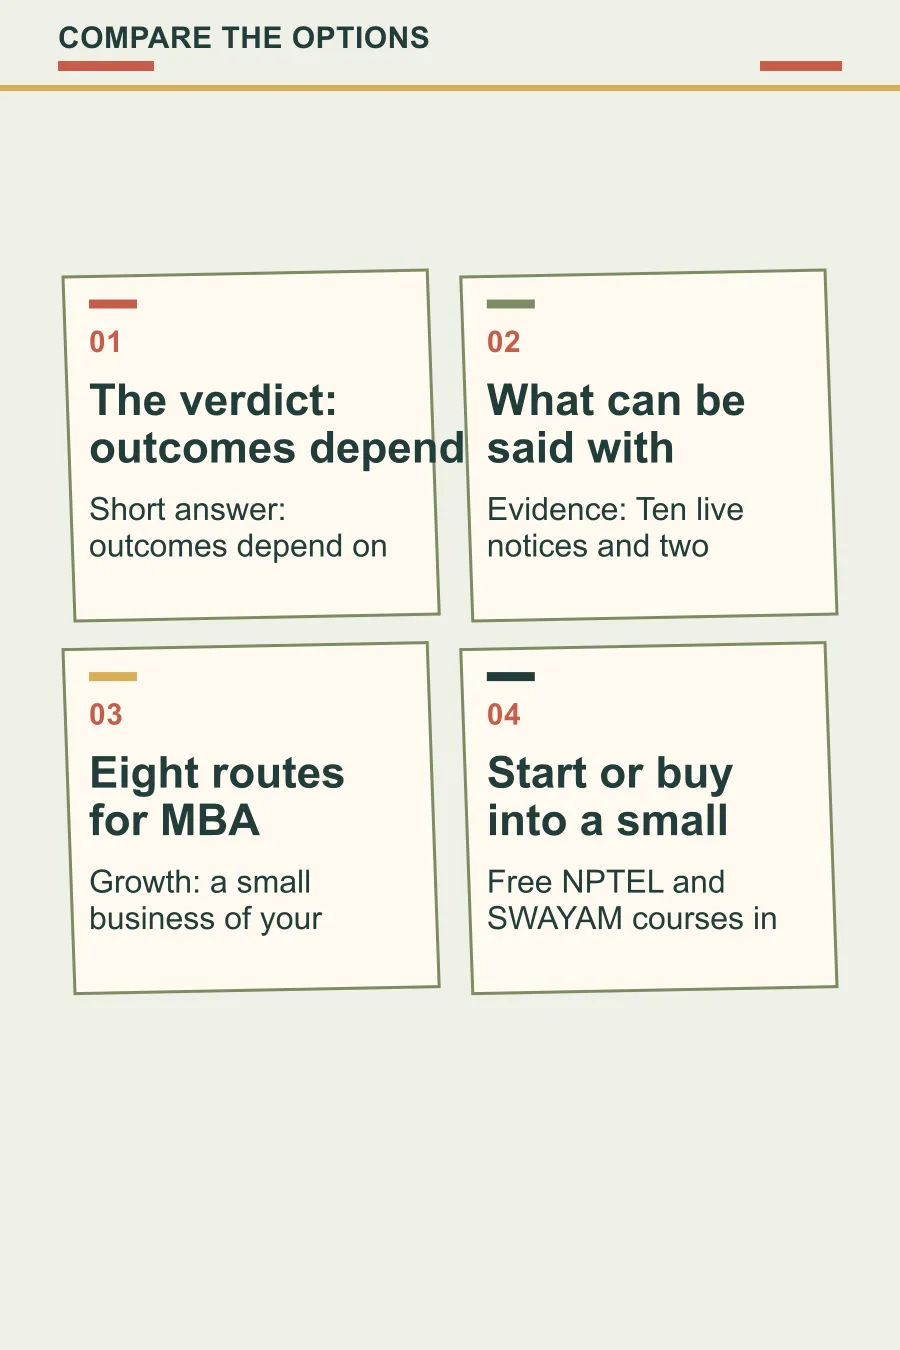 COMPARE THE OPTIONS
01
The verdict:
outcomes depend
Short answer:
outcomes depend on
02
What can be
said with
Evidence: Ten live
notices and two
03
Eight routes
for MBA
Growth: a small
business of your
04
Start or buy
into a small
Free NPTEL and
SWAYAM courses in